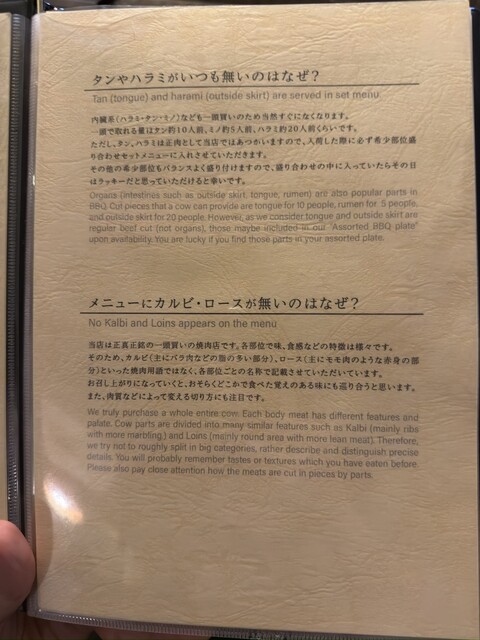 タンやハラミがいつも無いのはなぜ？
Tan (tongue) and harami (outside skirt) are served in set menu
内臓系(ハラミ・タン・ミノ)なども一頭買いのため当然すぐになくなります。
一頭で取れる量はタン約10人前、ミノ約5人前、ハラミ約20人前くらいです。
ただし、タン、ハラミは正肉として当店ではあつかいますので、入荷した際に必ず希少部位盛
り合わせセットメニューに入れさせていただきます。
その他の希少部位もバランスよく盛り付けますので、盛り合わせの中に入っていたらその日
はラッキーだと思っていただけると幸いです。
Organs (intestines such as outside skirt, tongue, rumen) are also popular parts in
BBQ. Cut pieces that a cow can provide are tongue for 10 people, rumen for 5 people,
and outside skirt for 20 people. However, as we consider tongue and outside skirt are
regular beef cut (not organs), those maybe included in our "Assorted BBQ plate"
upon availability. You are lucky if you find those parts in your assorted plate.
メニューにカルビ・ロースが無いのはなぜ？
No Kalbi and Loins appears on the menu
当店は正真正銘の一頭買いの焼肉店です。各部位で味、食感などの特徴は様々です。
そのため、カルビ(主にバラ肉などの脂の多い部分)、ロース(主にモモ肉のような赤身の部
分)といった焼肉用語ではなく、各部位ごとの名称で記載させていただいています。
お召し上がりになっていくと、おそらくどこかで食べた覚えのある味にも巡り合うと思います。
また、肉質などによって変える切り方にも注目です。
We truly purchase a whole entire cow. Each body meat has different features and
palate. Cow parts are divided into many similar features such as Kalbi (mainly ribs
with more marbling) and Loins (mainly round area with more lean meat). Therefore,
we try not to roughly split in big categories, rather describe and distinguish precise
details. You will probably remember tastes or textures which you have eaten before.
Please also pay close attention how the meats are cut in pieces by parts.